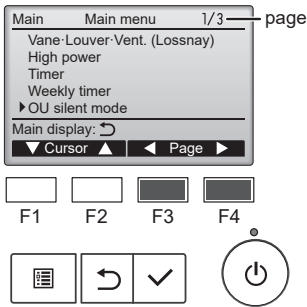 Main Main menu 1/3 page
Vane·Louver·Vent. (Lossnay)
High power
Timer
Weekly timer
OU silent mode
Main display:
Cursor Page
F1 F2 F3 F4